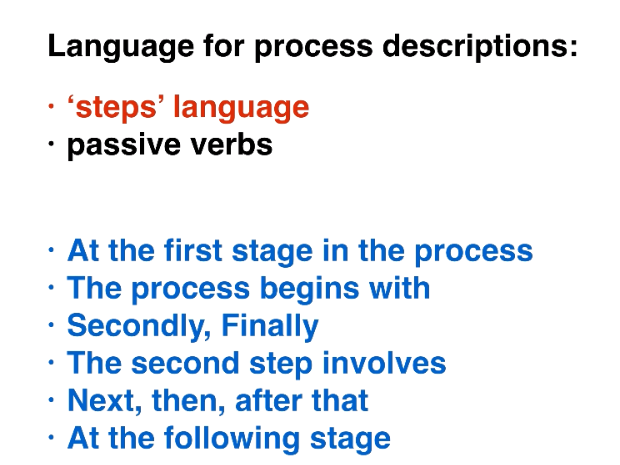 Language for process descriptions:
· ‘steps’ language
· passive verbs
· At the first stage in the process
· The process begins with
· Secondly, Finally
· The second step involves
· Next, then, after that
· At the following stage